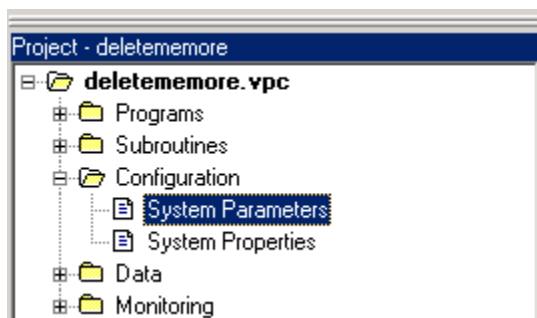 Project - deletememore
deletememore.vpc
Programs
Subroutines
Configuration
System Parameters
System Properties
Data
Monitoring